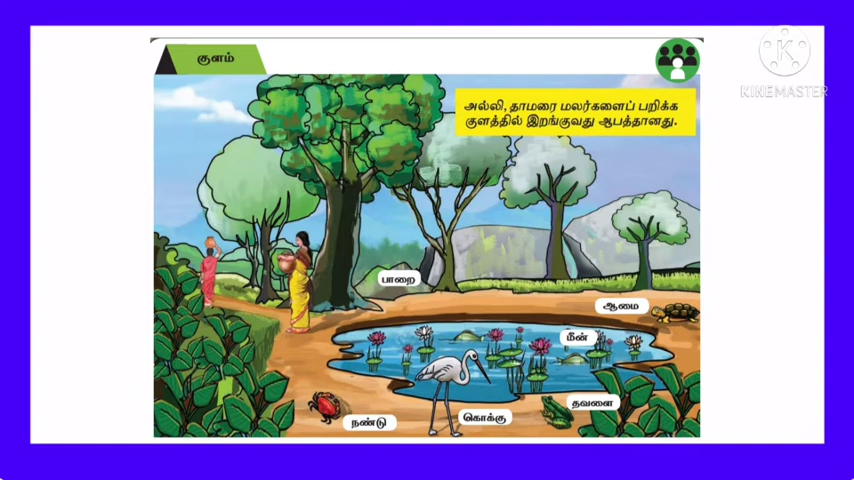 குளம்
K
KINEMASTER
அல்லி, தாமரை மலர்களைப் பறிக்க
குளத்தில் இறங்குவது ஆபத்தானது.
பாறை
ஆமை
மீன்
தவளை
கொக்கு
நண்டு